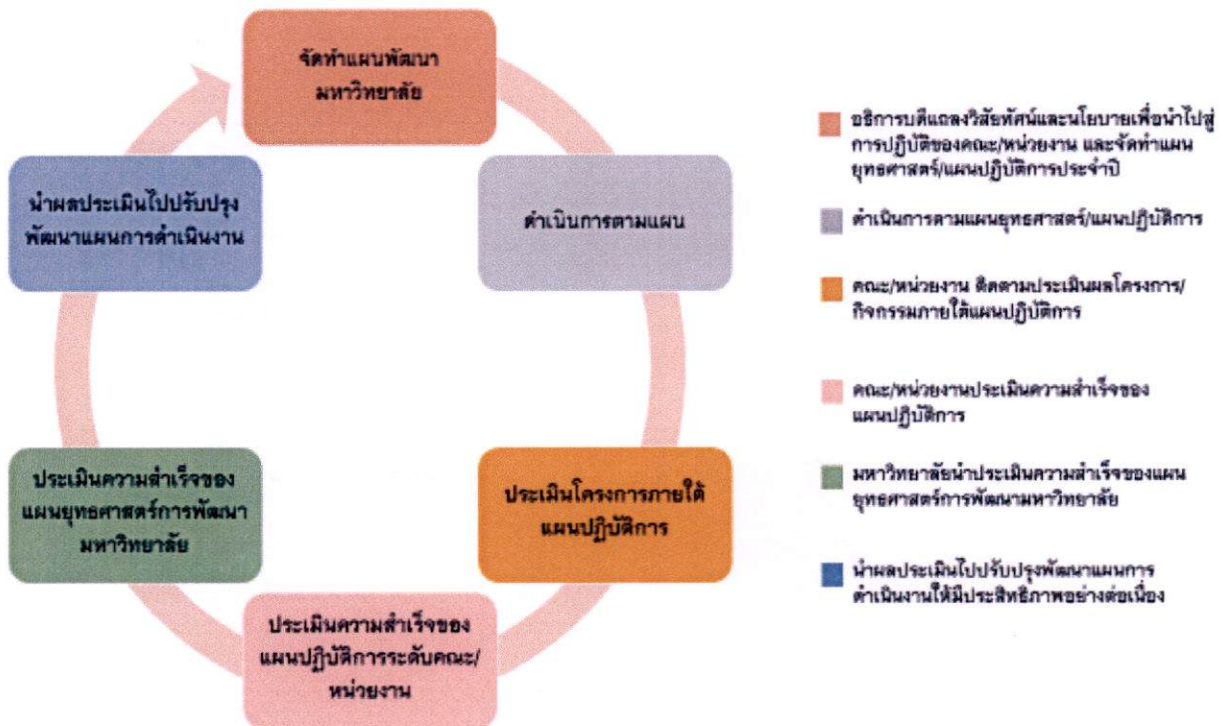 จัดทำแผนพัฒนา
มหาวิทยาลัย
ดำเนินการตามแผน
ประเมินโครงการภายใต้
แผนปฏิบัติการ
ประเมินความสำเร็จของ
แผนปฏิบัติการระดับคณะ/
หน่วยงาน
ประเมินความสำเร็จของ
แผนยุทธศาสตร์การพัฒนา
มหาวิทยาลัย
นำผลประเมินไปปรับปรุง
พัฒนาแผนการดำเนินงาน
อธิการบดีแถลงวิสัยทัศน์และนโยบายเพื่อนำไปสู่
การปฏิบัติของคณะ/หน่วยงาน และจัดทำแผน
ยุทธศาสตร์/แผนปฏิบัติการประจำปี
ดำเนินการตามแผนยุทธศาสตร์/แผนปฏิบัติการ
คณะ/หน่วยงาน ติดตามประเมินผลโครงการ/
กิจกรรมภายใต้แผนปฏิบัติการ
คณะ/หน่วยงานประเมินความสำเร็จของ
แผนปฏิบัติการ
มหาวิทยาลัยนำประเมินความสำเร็จของแผน
ยุทธศาสตร์การพัฒนามหาวิทยาลัย
นำผลประเมินไปปรับปรุงพัฒนาแผนการ
ดำเนินงานให้มีประสิทธิภาพอย่างต่อเนื่อง